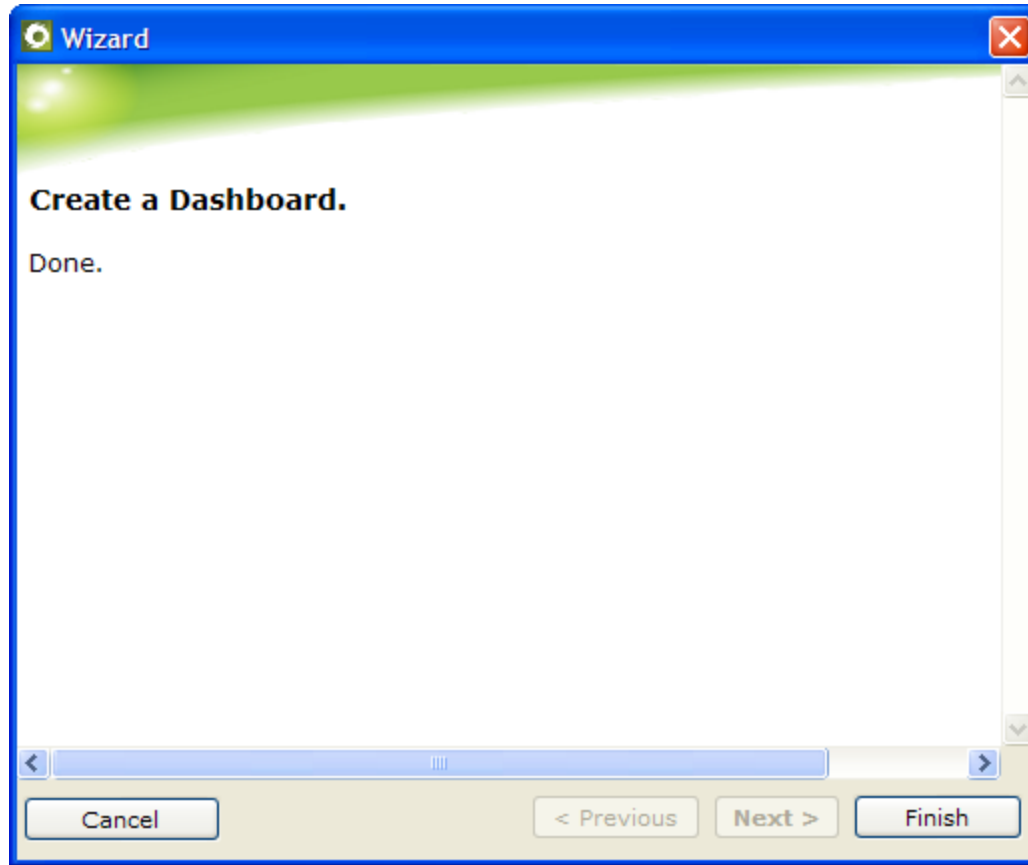 Wizard
Create a Dashboard.
Done.
Cancel
< Previous
Next >
Finish